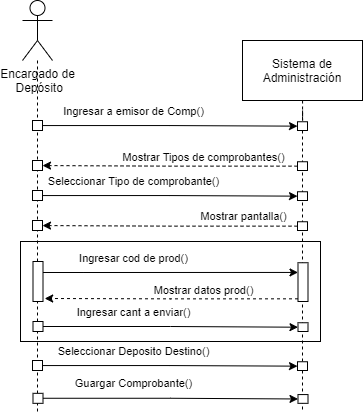 Encargado de
Depósito
Sistema de
Administración
Ingresar a emisor de Comp()
Mostrar Tipos de comprobantes()
Seleccionar Tipo de comprobante()
Mostrar pantalla()
Ingresar cod de prod()
Mostrar datos prod()
Ingresar cant a enviar()
Seleccionar Deposito Destino()
Guargar Comprobante()